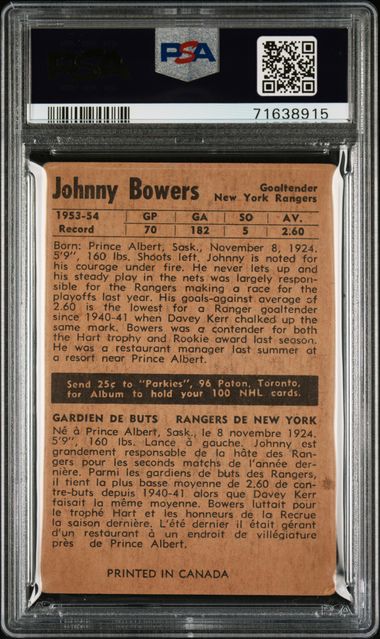 PSA
PSA
71638915
Johnny Bowers Goaltender
New York Rangers
1953-54 GP GA SO AV.
Record 70 182 5 2.60
Born: Prince Albert, Sask., November 8, 1924.
5'9", 160 lbs. Shoots left. Johnny is noted for
his courage under fire. He never lets up and
his steady play in the nets was largely respon-
sible for the Rangers making a race for the
playoffs last year. His goals-against average of
2.60 is the lowest for a Ranger goaltender
since 1940-41 when Davey Kerr chalked up the
same mark. Bowers was a contender for both
the Hart trophy and Rookie award last season.
He was a restaurant manager last summer at
a resort near Prince Albert.
Send 25c to "Parkies", 96 Paton, Toronto,
for Album to hold your 100 NHL cards.
GARDIEN DE BUTS RANGERS DE NEW YORK
Né à Prince Albert, Sask., le 8 novembre 1924.
5'9", 160 lbs. Lance à gauche. Johnny est
grandement responsable de la hâte des Ran-
gers pour les seconds matches de l'année der-
nière. Parmi les gardiens de buts des Rangers,
il tient la plus basse moyenne de 2.60 de con-
tre-buts depuis 1940-41 alors que Davey Kerr
faisait la même moyenne. Bowers luttait pour
le trophé Hart et les honneurs de la Recrue
la saison dernière. L'été dernier il était gérant
d'un restaurant à un endroit de villégiature
près de Prince Albert.
PRINTED IN CANADA